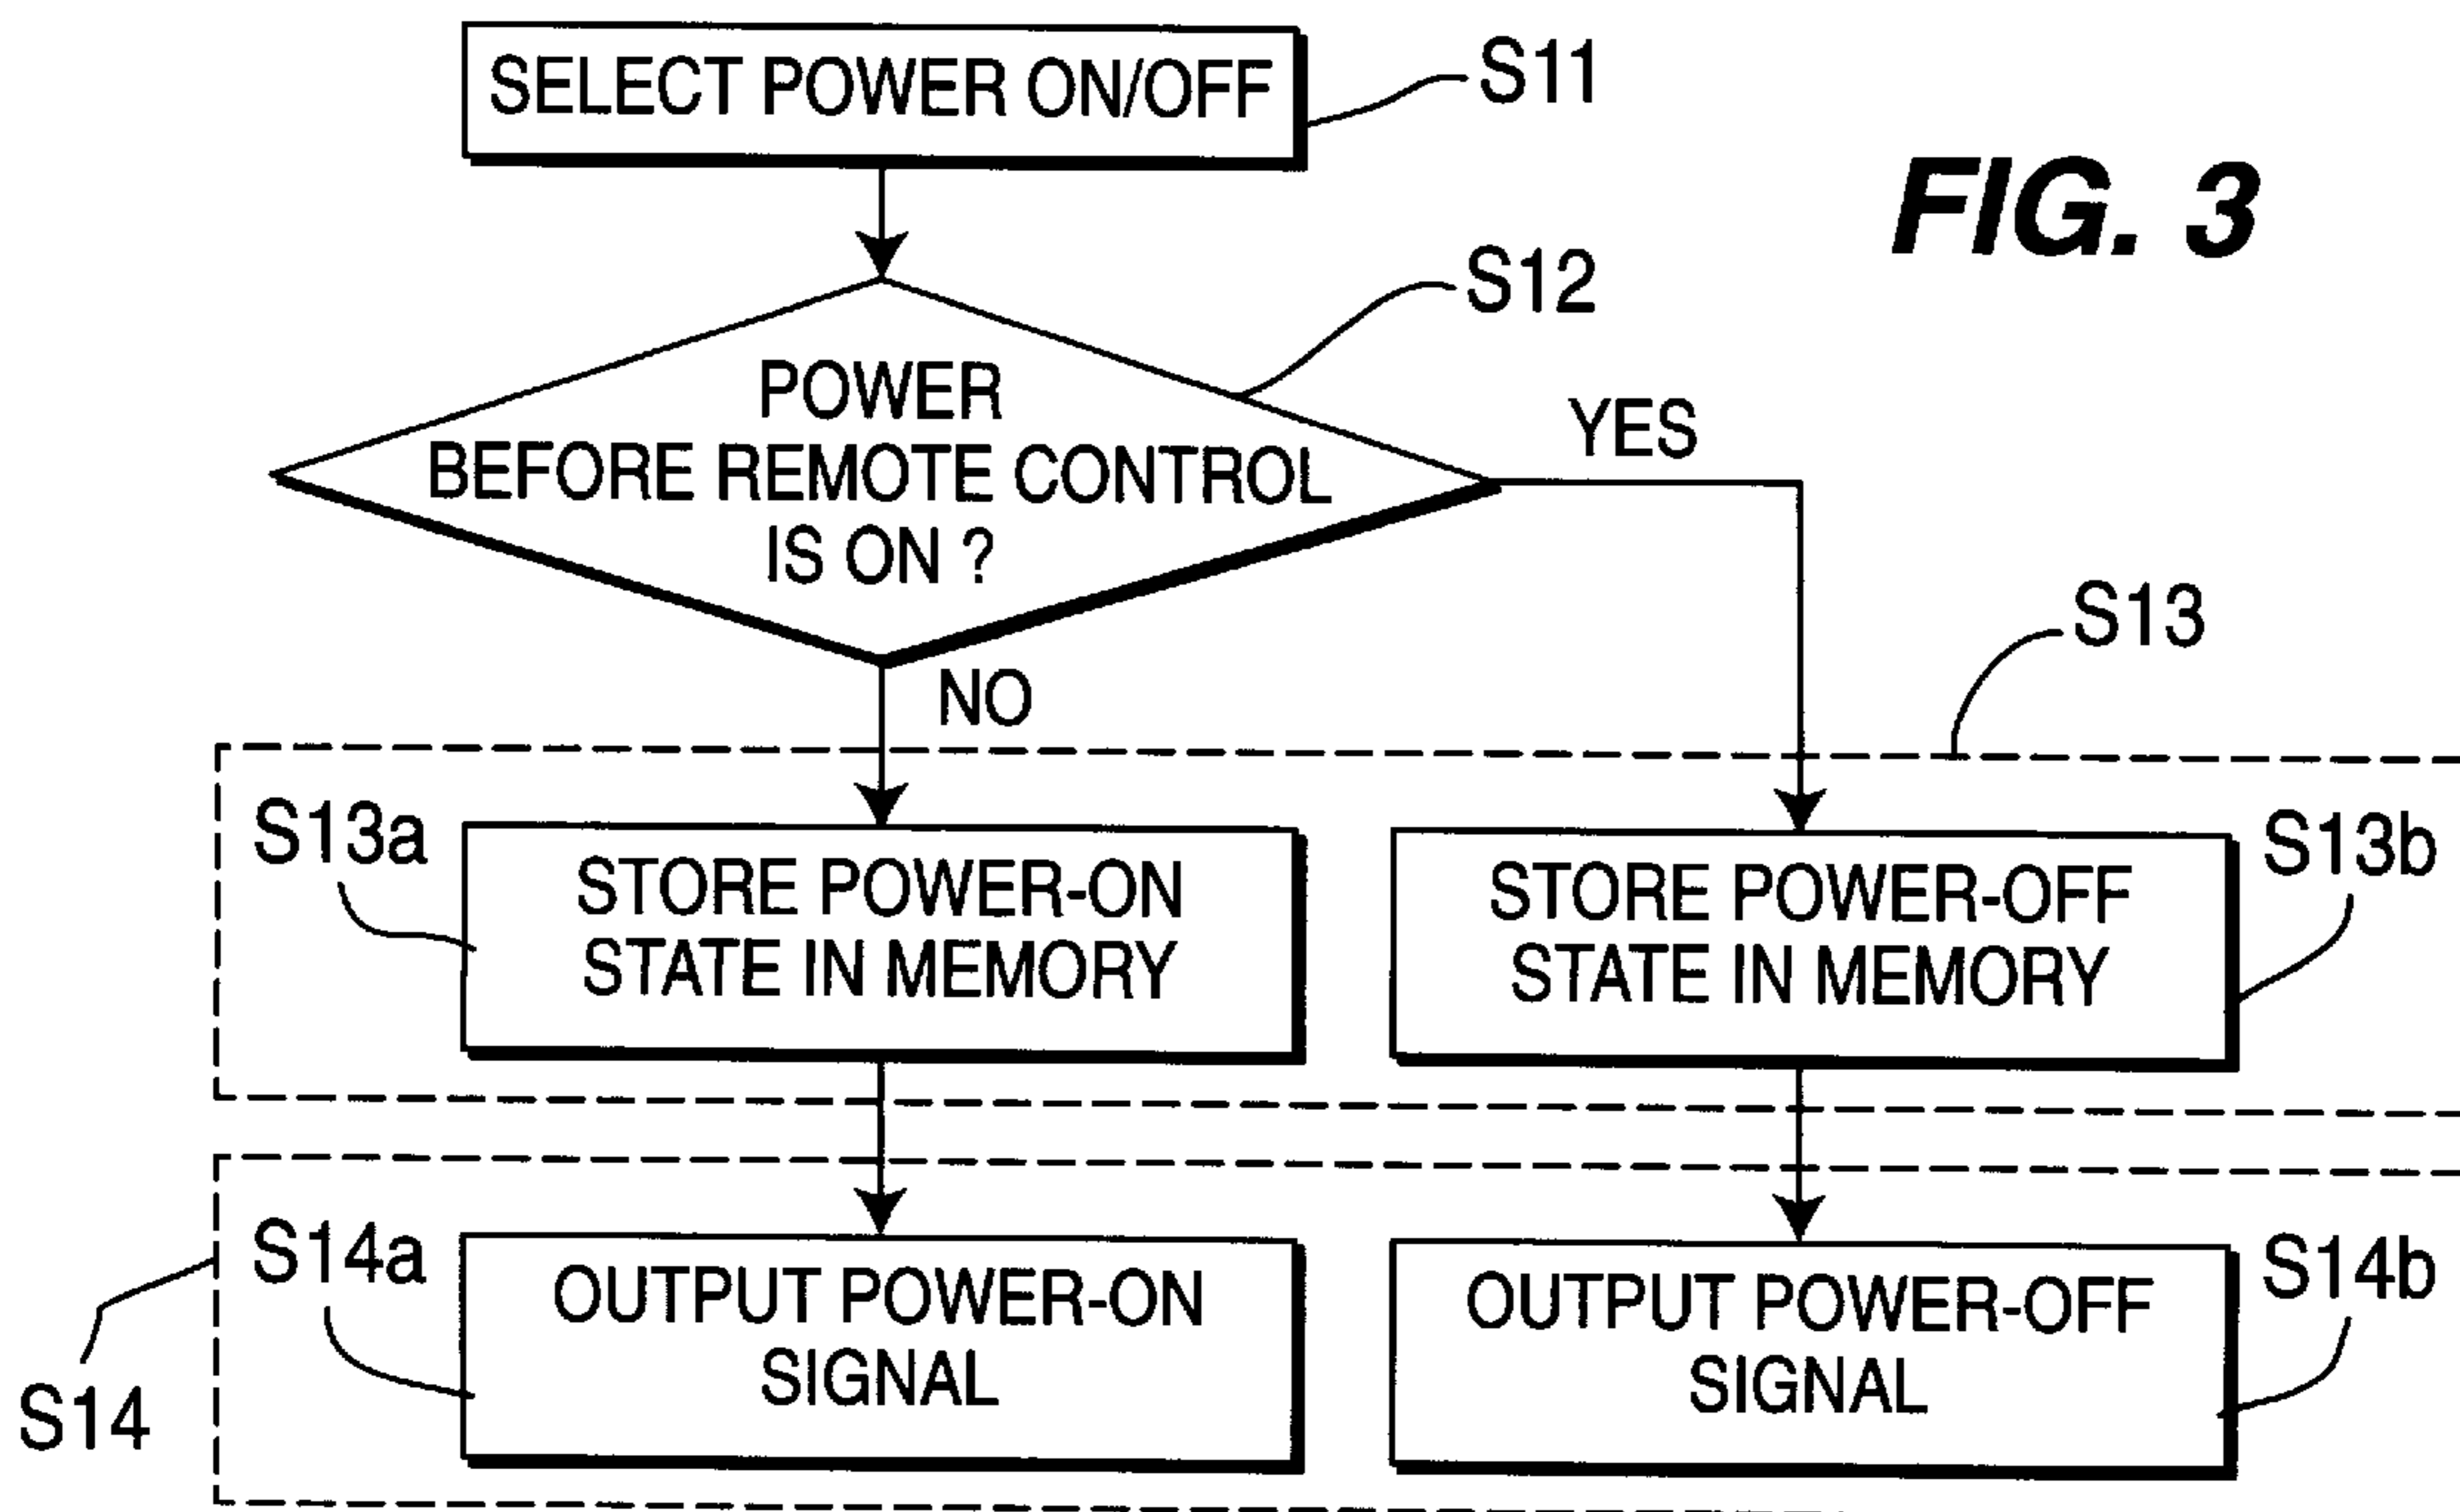 SELECT POWER ON/OFF
S11
FIG. 3
S12
POWER
BEFORE REMOTE CONTROL
IS ON ?
YES
NO
S13
S13a
STORE POWER-ON
STATE IN MEMORY
STORE POWER-OFF
STATE IN MEMORY
S13b
S14a
OUTPUT POWER-ON
SIGNAL
OUTPUT POWER-OFF
SIGNAL
S14b
S14